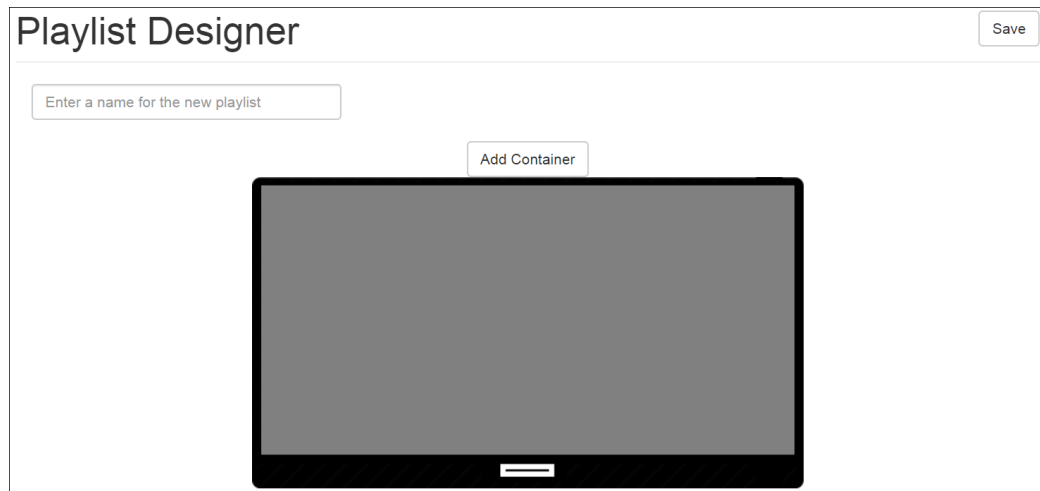 Playlist Designer
Save
Enter a name for the new playlist
Add Container